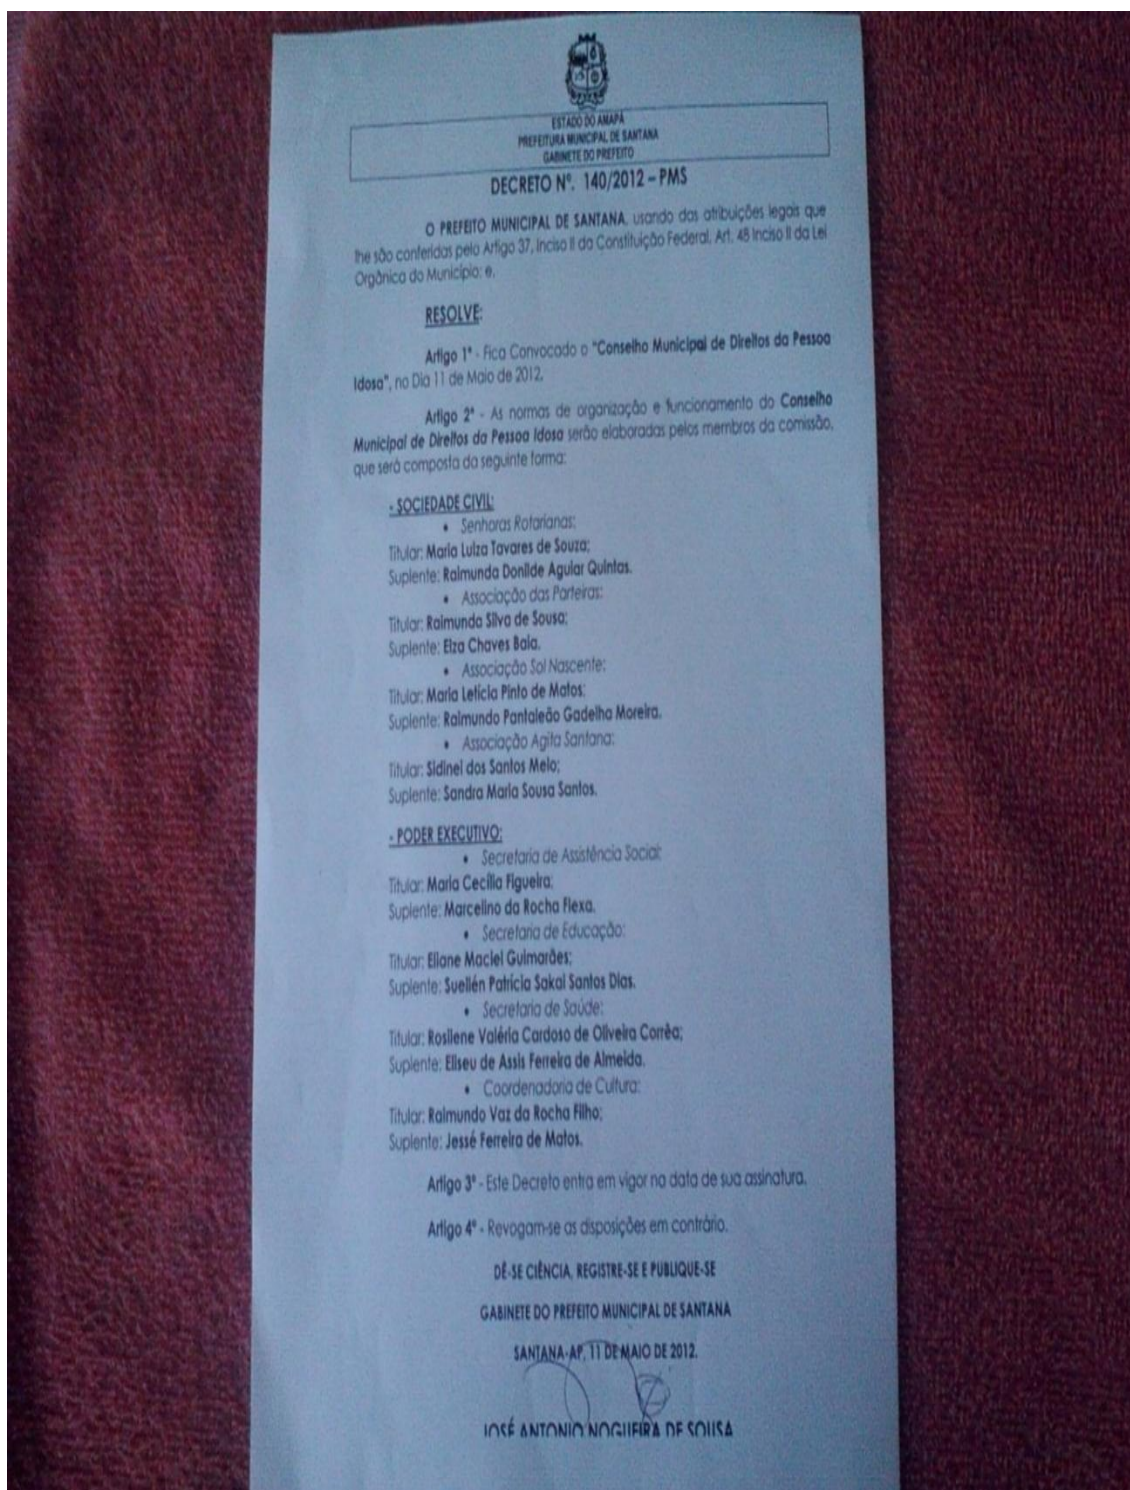 ESTADO DO AMAPÁ
PREFEITURA MUNICIPAL DE SANTANA
GABINETE DO PREFEITO
DECRETO Nº. 140/2012 – PMS
O PREFEITO MUNICIPAL DE SANTANA, usando das atribuições legais que
lhe são conferidas pelo Artigo 37, Inciso II da Constituição Federal, Art. 48 Inciso II da Lei
Orgânica do Município; e,
RESOLVE:
Artigo 1º - Fica Convocado o "Conselho Municipal de Direitos da Pessoa
Idosa", no Dia 11 de Maio de 2012.
Artigo 2º - As normas de organização e funcionamento do Conselho
Municipal de Direitos da Pessoa Idosa serão elaboradas pelos membros da comissão,
que será composta da seguinte forma:
- SOCIEDADE CIVIL:
• Senhoras Rotarianas:
Titular: Maria Luiza Tavares de Souza;
Suplente: Raimunda Donilde Aguiar Quintas.
• Associação das Parteiras:
Titular: Raimunda Silva de Sousa;
Suplente: Elza Chaves Baia.
• Associação Sol Nascente:
Titular: Maria Letícia Pinto de Matos;
Suplente: Raimundo Pantaleão Gadelha Moreira.
• Associação Agita Santana:
Titular: Sidinei dos Santos Melo;
Suplente: Sandra Maria Sousa Santos.
- PODER EXECUTIVO:
• Secretaria de Assistência Social:
Titular: Maria Cecília Figueira;
Suplente: Marcelino da Rocha Flexa.
• Secretaria de Educação:
Titular: Eliane Maciel Guimarães;
Suplente: Suellén Patrícia Sakai Santos Dias.
• Secretaria de Saúde:
Titular: Rosilene Valéria Cardoso de Oliveira Corrêa;
Suplente: Eliseu de Assis Ferreira de Almeida.
• Coordenadoria de Cultura:
Titular: Raimundo Vaz da Rocha Filho;
Suplente: Jessé Ferreira de Matos.
Artigo 3º - Este Decreto entra em vigor na data de sua assinatura.
Artigo 4º - Revogam-se as disposições em contrário.
DÊ-SE CIÊNCIA, REGISTRE-SE E PUBLIQUE-SE
GABINETE DO PREFEITO MUNICIPAL DE SANTANA
SANTANA-AP, 11 DE MAIO DE 2012.
JOSÉ ANTONIO NOGUEIRA DE SOUSA